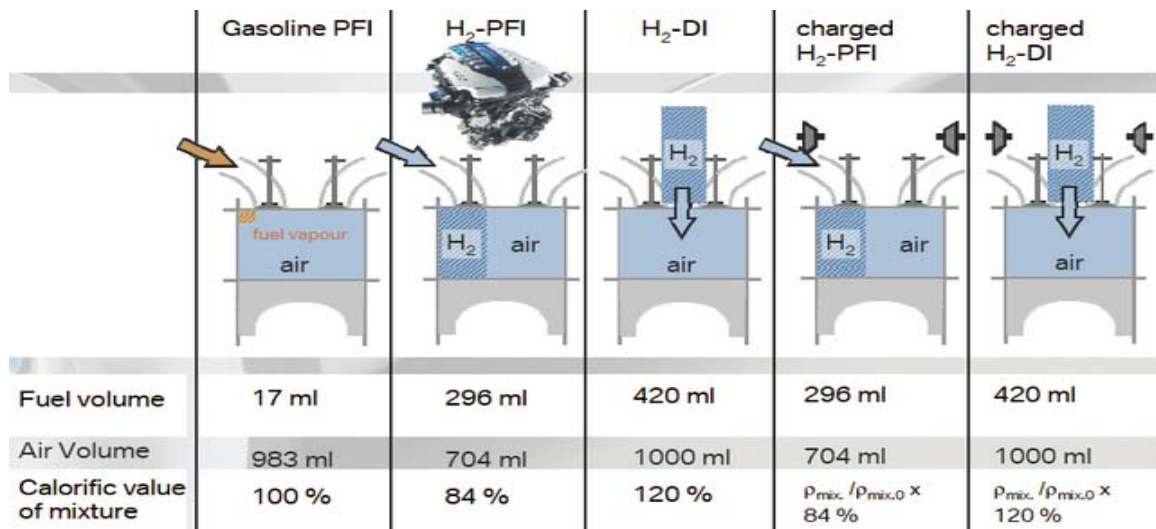 Gasoline PFI
H₂-PFI
H₂-DI
charged
H₂-PFI
charged
H₂-DI
fuel vapour
air
H₂
air
H₂
air
H₂
air
H₂
air
Fuel volume
17 ml
296 ml
420 ml
296 ml
420 ml
Air Volume
983 ml
704 ml
1000 ml
704 ml
1000 ml
Calorific value
of mixture
100 %
84 %
120 %
ρmix. /ρmix.0 x
84 %
ρmix. /ρmix.0 x
120 %